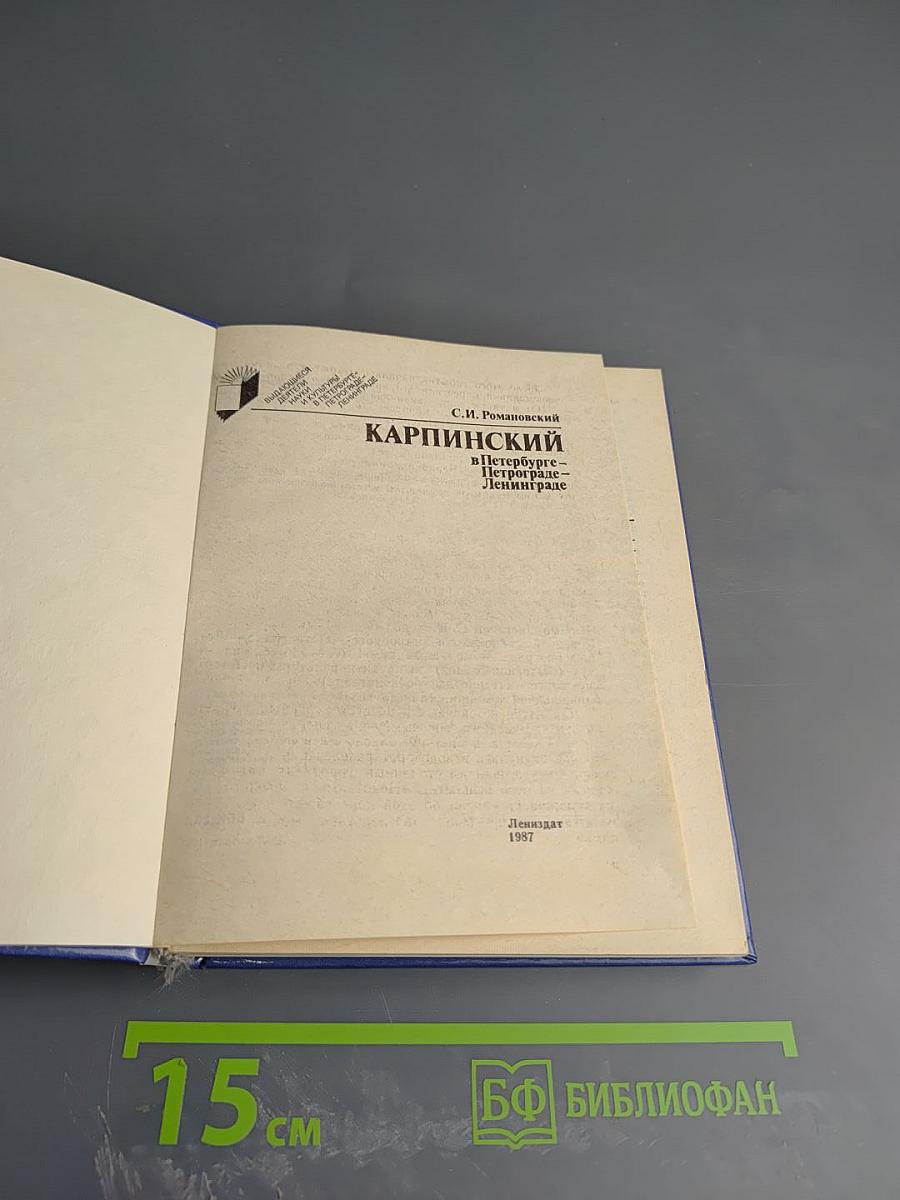 ВЫДАЮЩИЕСЯ
ДЕЯТЕЛИ
НАУКИ
И КУЛЬТУРЫ
В ПЕТЕРБУРГЕ–
ПЕТРОГРАДЕ–
ЛЕНИНГРАДЕ
С.И. Романовский
КАРПИНСКИЙ
в Петербурге–
Петрограде–
Ленинграде
Лениздат
1987
15 см
БФ БИБЛИОФАН